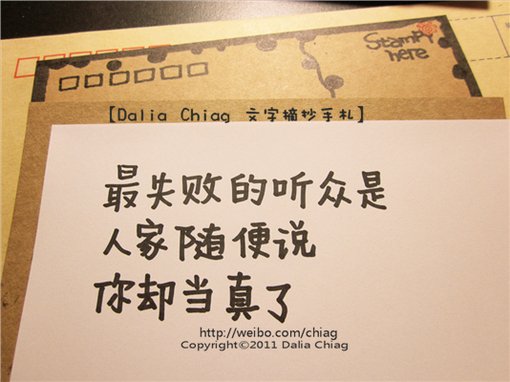 Stamp
here
【Dalia Chiag 文字摘抄手札】
最失败的听众是
人家随便说
你却当真了
http://weibo.com/chiag
Copyright©2011 Dalia Chiag